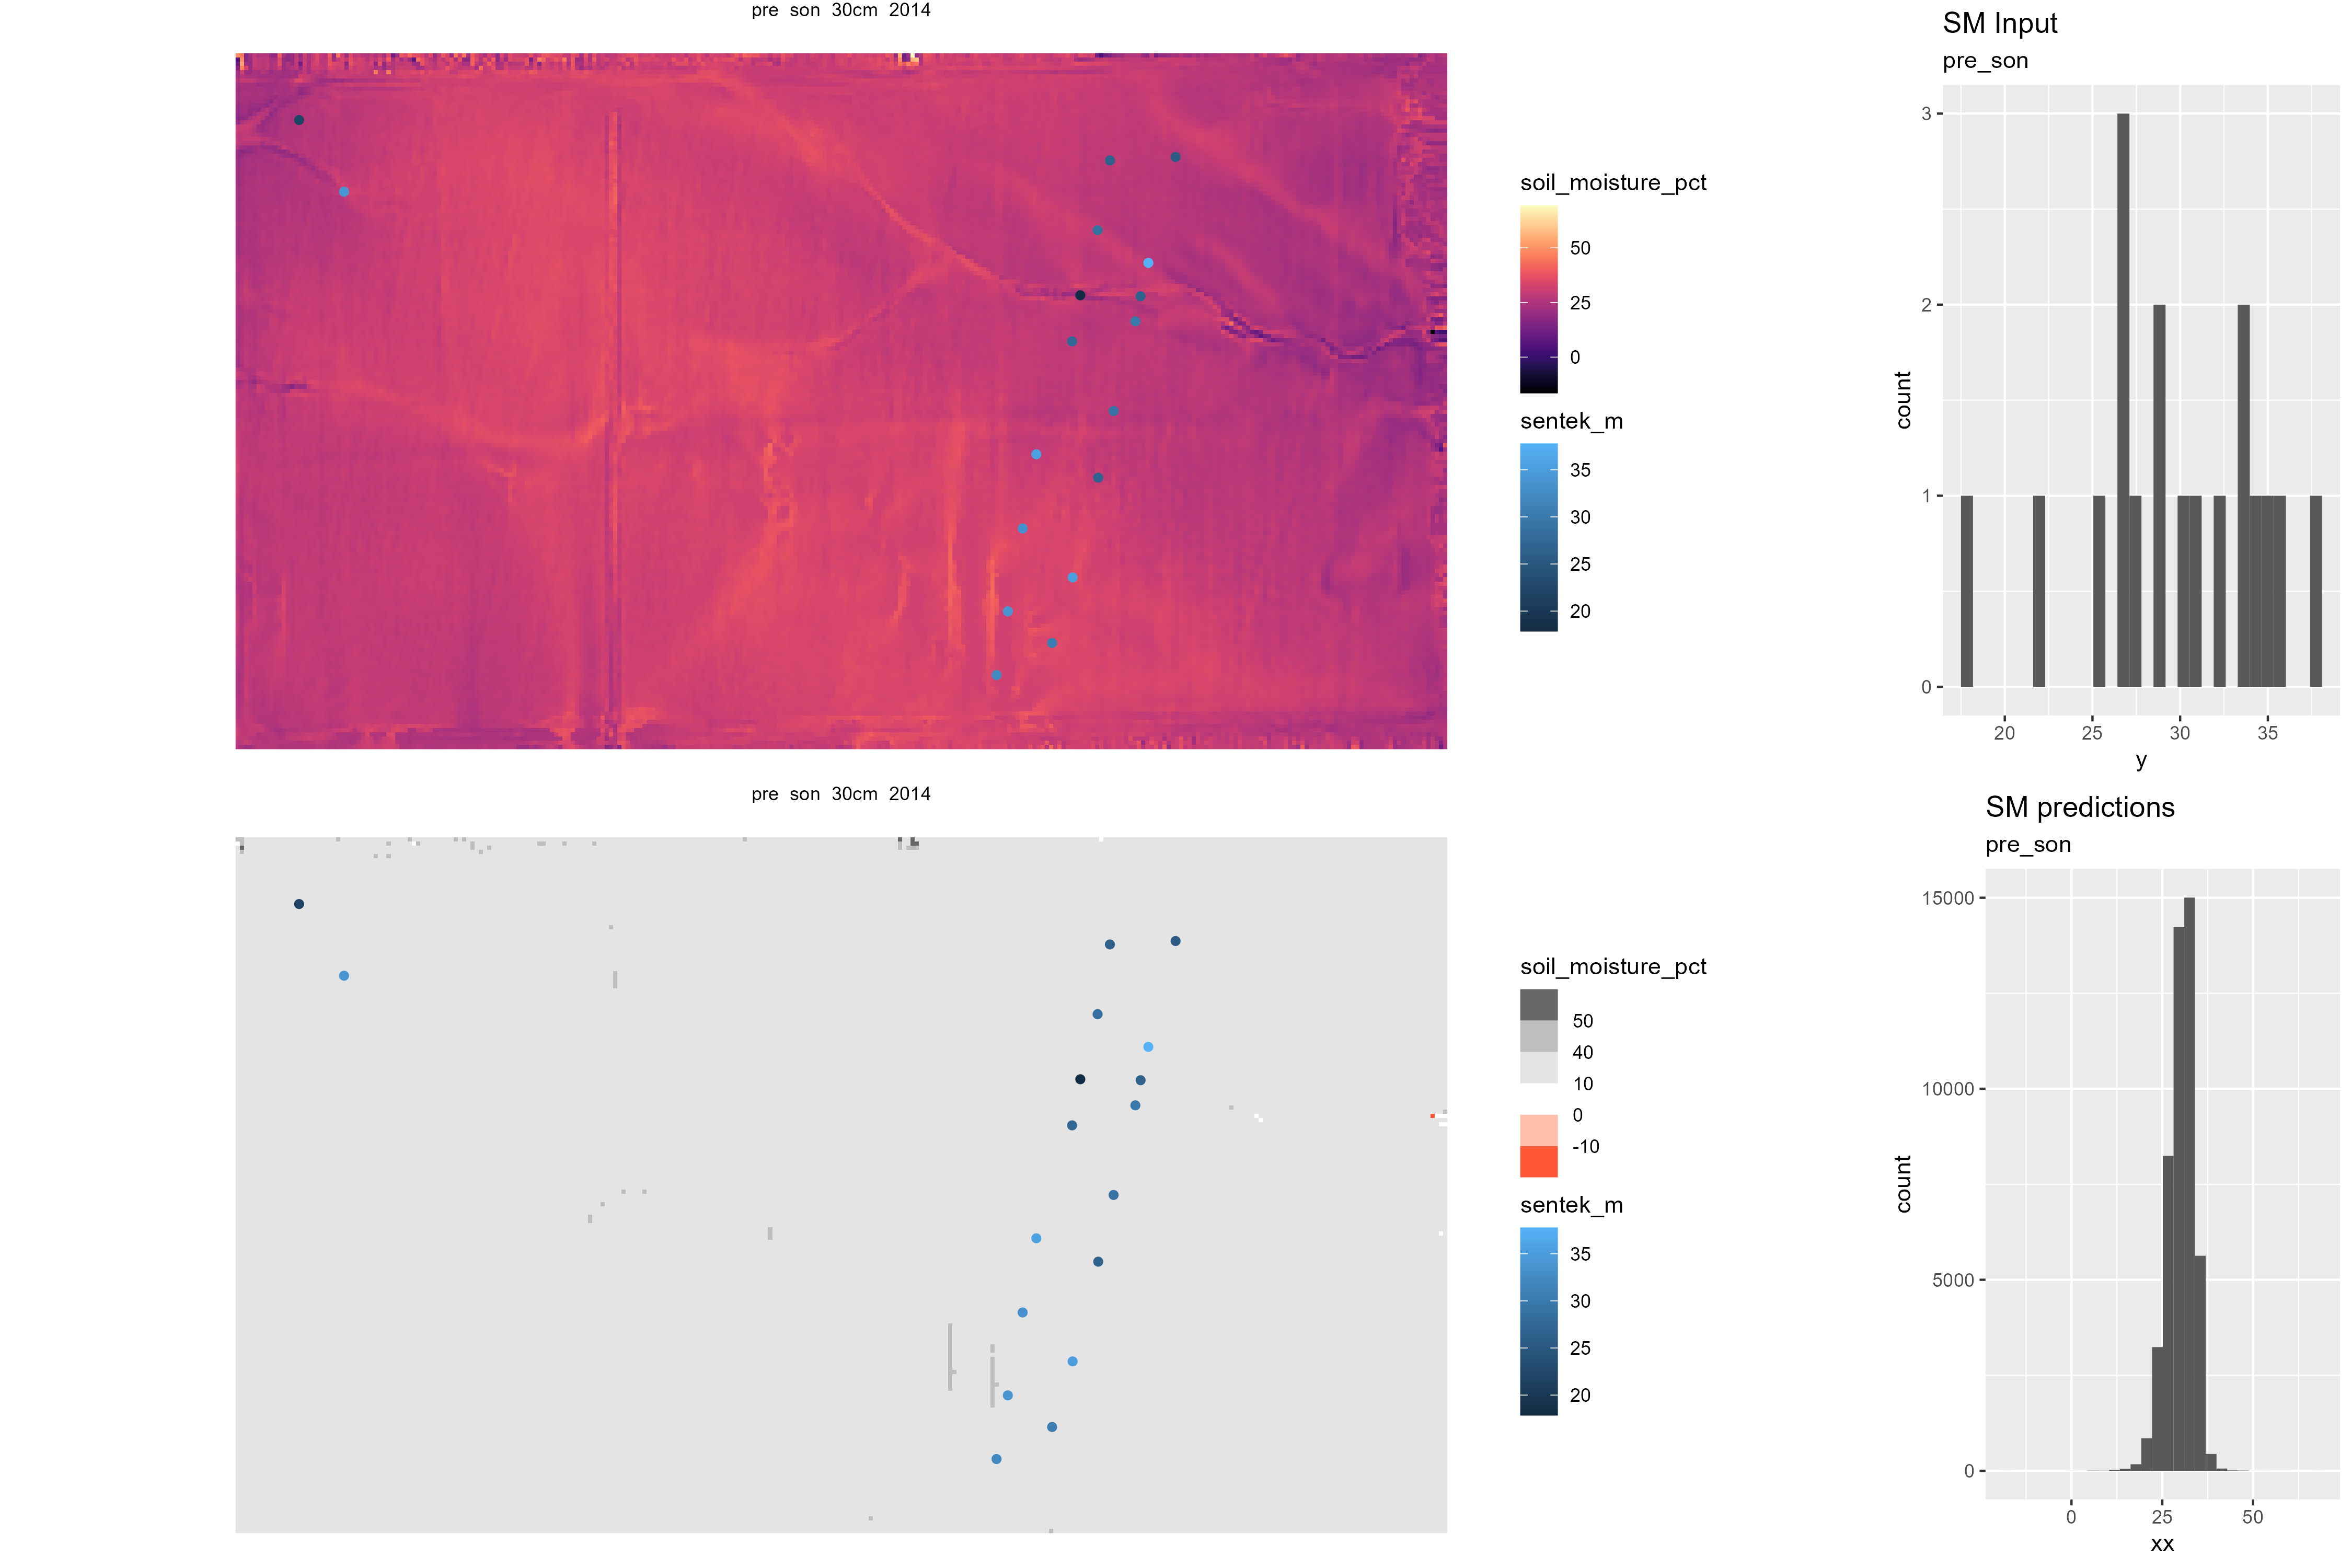 pre son 30cm 2014
soil_moisture_pct
50
25
0
sentek_m
35
30
25
20
SM Input
pre_son
3
2
1
0
count
20 25 30 35
y
pre son 30cm 2014
soil_moisture_pct
50
40
10
0
-10
sentek_m
35
30
25
20
SM predictions
pre_son
15000
10000
5000
0
count
0 25 50
xx